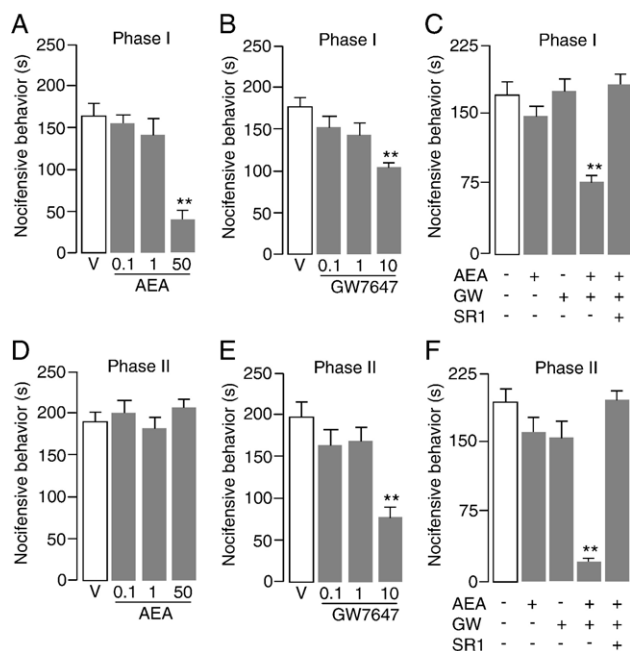 A
Phase I
Nocifensive behavior (s)
250
200
150
100
50
0
**
V 0.1 1 50
AEA
B
Phase I
Nocifensive behavior (s)
250
200
150
100
150
0
**
V 0.1 1 10
GW7647
C
Phase I
Nocifensive behavior (s)
225
150
75
0
**
AEA - + - + +
GW - - + + +
SR1 - - - - +
D
Phase II
Nocifensive behavior (s)
250
200
150
100
50
0
V 0.1 1 50
AEA
E
Phase II
Nocifensive behavior (s)
250
200
150
100
50
0
**
V 0.1 1 10
GW7647
F
Phase II
Nocifensive behavior (s)
225
150
75
0
**
AEA - + - + +
GW - - + + +
SR1 - - - - +